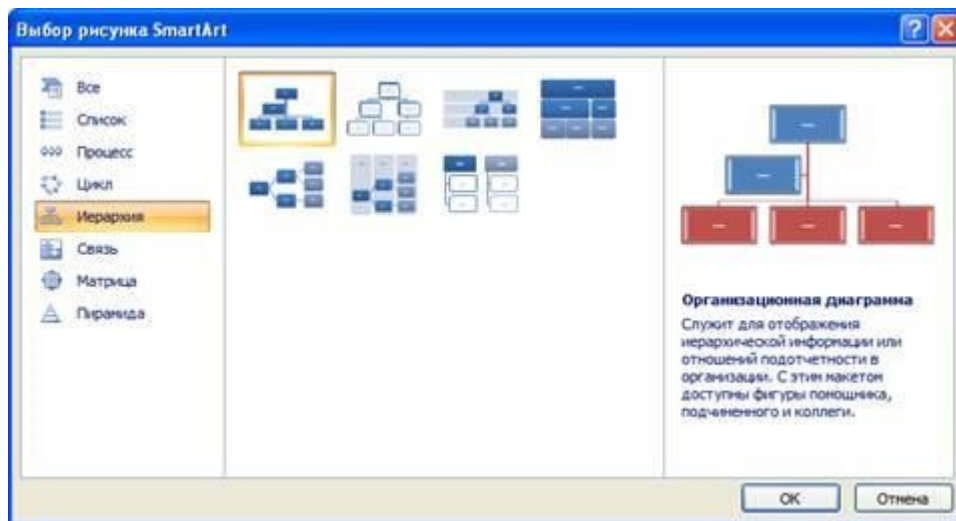 Выбор рисунка SmartArt
Все
Список
Процесс
Цикл
Иерархия
Связь
Матрица
Пирамида
Организационная диаграмма
Служит для отображения
иерархической информации или
отношений подотчетности в
организации. С этим макетом
доступны фигуры помощника,
подчиненного и коллеги.
ОК
Отмена